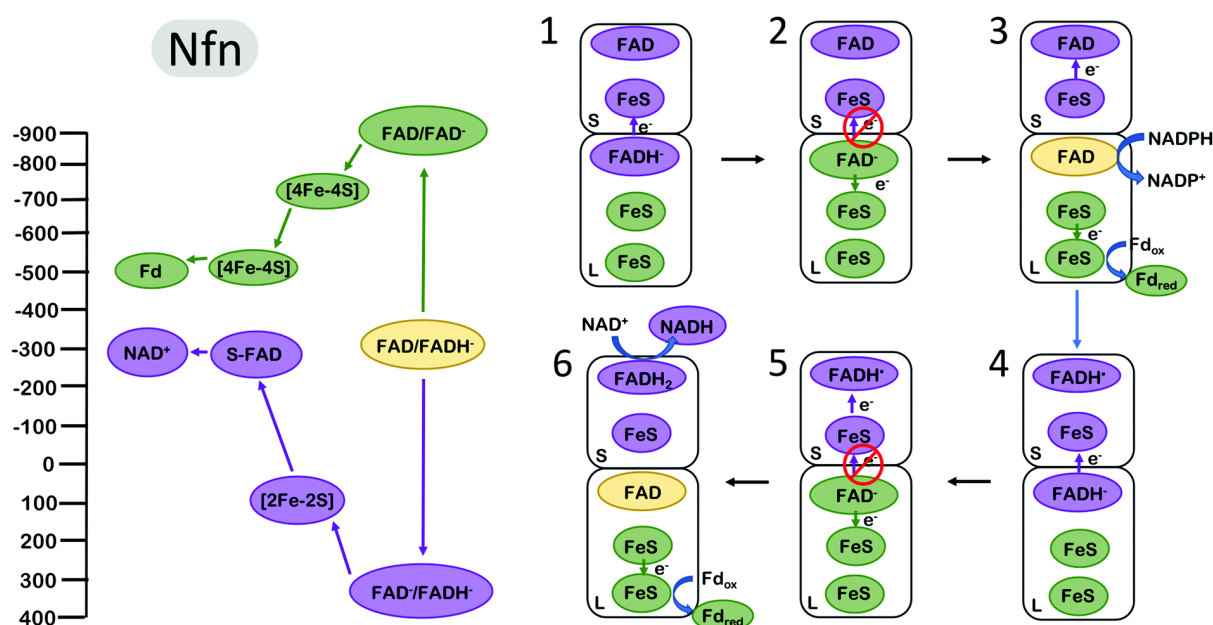 Nfn
-900
-800
-700
-600
-500
-400
-300
-200
-100
0
100
200
300
400
FAD/FAD⁻
[4Fe-4S]
[4Fe-4S]
Fd
NAD⁺
S-FAD
FAD/FADH⁻
[2Fe-2S]
FAD⁻/FADH⁻
1
FAD
FeS
S
e⁻
FADH⁻
FeS
FeS
L
2
FAD
FeS
e⁻
FAD⁻
e⁻
FeS
FeS
3
FAD
e⁻
FeS
S
FAD
NADPH
NADP⁺
FeS
e⁻
FeS
L
Fdox
Fdred
4
FADH•
FeS
S
e⁻
FADH⁻
FeS
FeS
L
5
FADH•
e⁻
FeS
S
e⁻
FAD⁻
e⁻
FeS
FeS
6
NAD⁺
NADH
FADH₂
FeS
S
FAD
FeS
e⁻
FeS
L
Fdox
Fdred